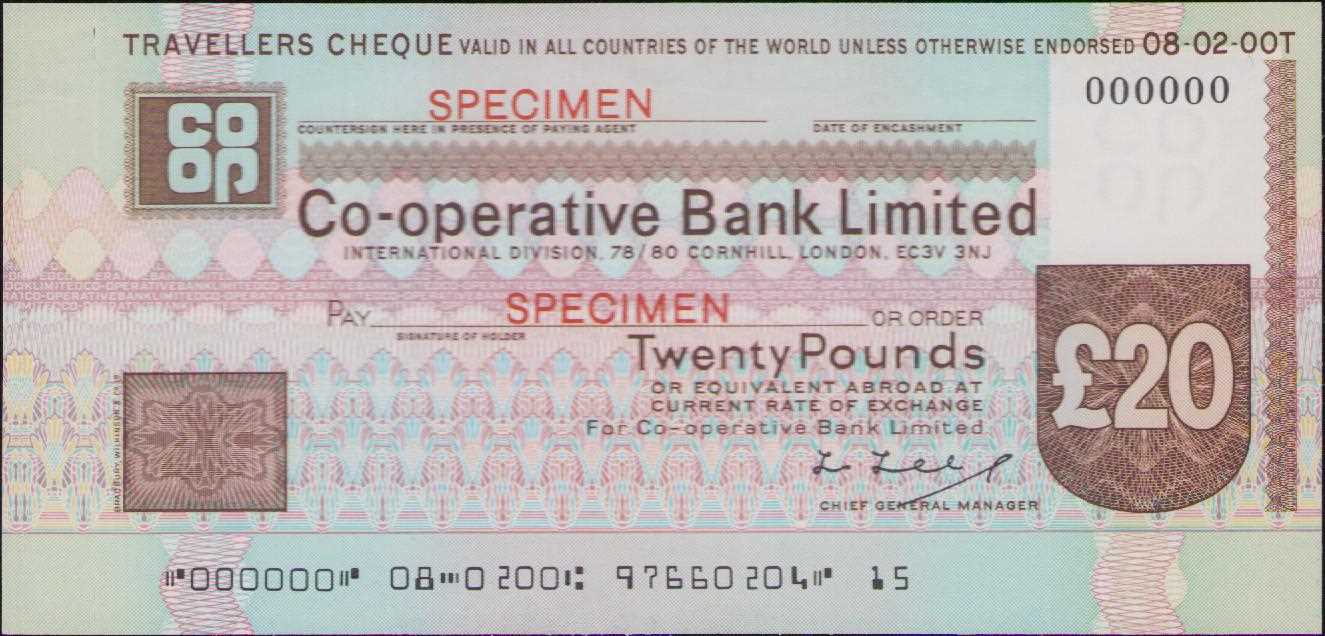 TRAVELLERS CHEQUE VALID IN ALL COUNTRIES OF THE WORLD UNLESS OTHERWISE ENDORSED 08-02-00T
000000
CO
OP
SPECIMEN
COUNTERSIGN HERE IN PRESENCE OF PAYING AGENT DATE OF ENCASHMENT
Co-operative Bank Limited
INTERNATIONAL DIVISION, 78/80 CORNHILL, LONDON, EC3V 3NJ
PAY SPECIMEN OR ORDER
SIGNATURE OF HOLDER
Twenty Pounds
£20
OR EQUIVALENT ABROAD AT
CURRENT RATE OF EXCHANGE
For Co-operative Bank Limited
CHIEF GENERAL MANAGER
BRADBURY, WILKINSON & Co
⑈000000⑈ 08⑉0200⑆ 97660204⑈ 15